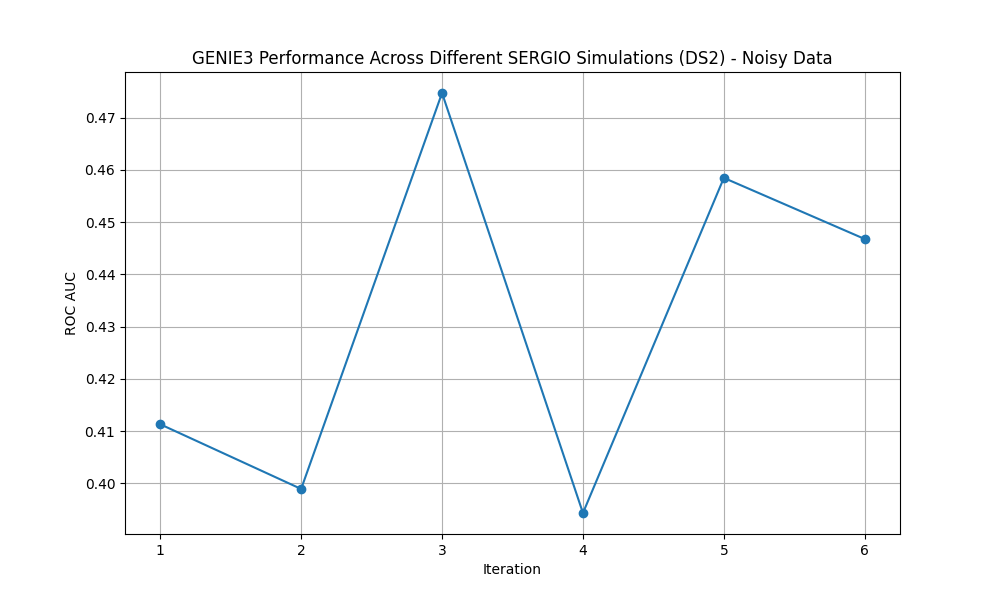 GENIE3 Performance Across Different SERGIO Simulations (DS2) - Noisy Data
ROC AUC
0.47
0.46
0.45
0.44
0.43
0.42
0.41
0.40
1 2 3 4 5 6
Iteration